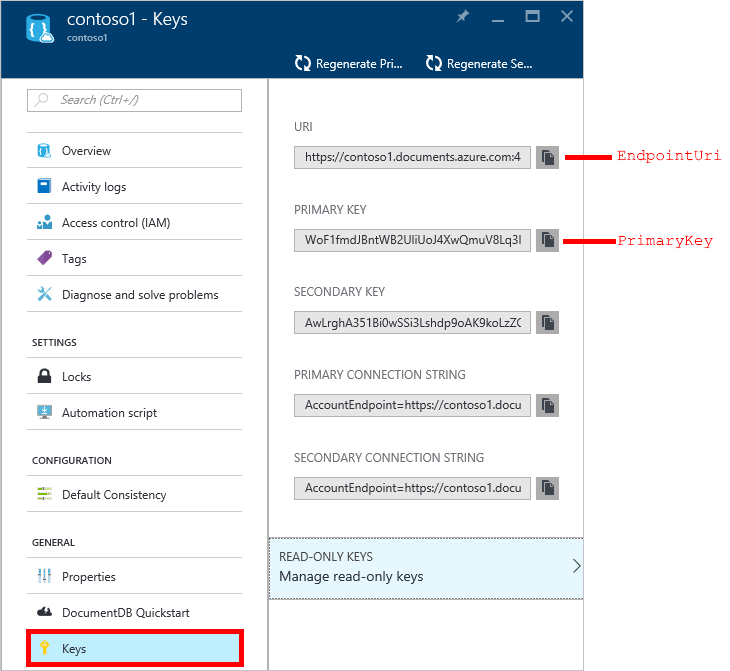 contoso1 - Keys
contoso1
Regenerate Pri...
Regenerate Se...
Search (Ctrl+/)
Overview
Activity logs
Access control (IAM)
Tags
Diagnose and solve problems
SETTINGS
Locks
Automation script
CONFIGURATION
Default Consistency
GENERAL
Properties
DocumentDB Quickstart
Keys
URI
https://contoso1.documents.azure.com:4
EndpointUri
PRIMARY KEY
WoF1fmdJBntWB2UIiUoJ4XwQmuV8Lq3l
PrimaryKey
SECONDARY KEY
AwLrghA351Bi0wSSi3Lshdp9oAK9koLzZC
PRIMARY CONNECTION STRING
AccountEndpoint=https://contoso1.docu
SECONDARY CONNECTION STRING
AccountEndpoint=https://contoso1.docu
READ-ONLY KEYS
Manage read-only keys